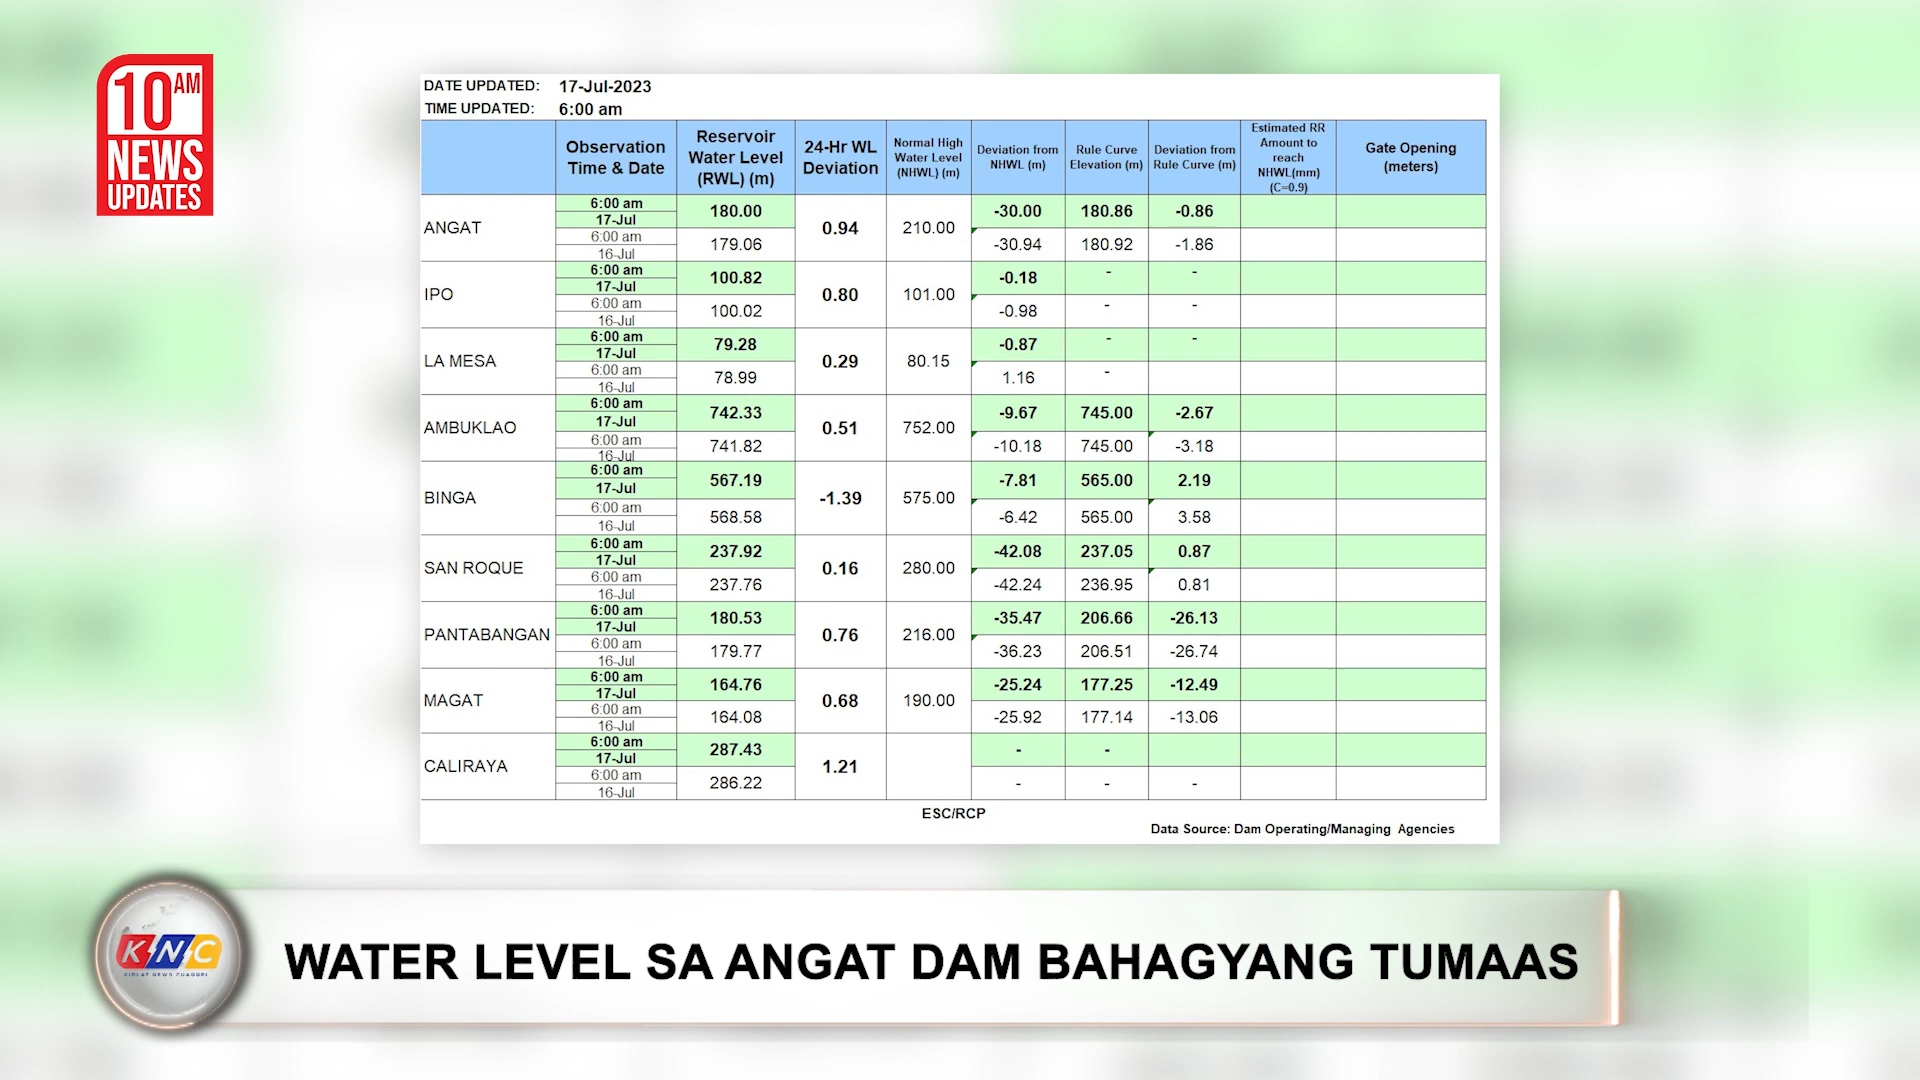 10 AM
NEWS
UPDATES
DATE UPDATED: 17-Jul-2023
TIME UPDATED: 6:00 am
Observation Time & Date Reservoir Water Level (RWL) (m) 24-Hr WL Deviation Normal High Water Level (NHWL) (m) Deviation from NHWL (m) Rule Curve Elevation (m) Deviation from Rule Curve (m) Estimated RR Amount to reach NHWL(mm) (C=0.9) Gate Opening (meters)
ANGAT 6:00 am 17-Jul 180.00 0.94 210.00 -30.00 180.86 -0.86
6:00 am 16-Jul 179.06 -30.94 180.92 -1.86
IPO 6:00 am 17-Jul 100.82 0.80 101.00 -0.18 - -
6:00 am 16-Jul 100.02 -0.98 - -
LA MESA 6:00 am 17-Jul 79.28 0.29 80.15 -0.87 - -
6:00 am 16-Jul 78.99 1.16 -
AMBUKLAO 6:00 am 17-Jul 742.33 0.51 752.00 -9.67 745.00 -2.67
6:00 am 16-Jul 741.82 -10.18 745.00 -3.18
BINGA 6:00 am 17-Jul 567.19 -1.39 575.00 -7.81 565.00 2.19
6:00 am 16-Jul 568.58 -6.42 565.00 3.58
SAN ROQUE 6:00 am 17-Jul 237.92 0.16 280.00 -42.08 237.05 0.87
6:00 am 16-Jul 237.76 -42.24 236.95 0.81
PANTABANGAN 6:00 am 17-Jul 180.53 0.76 216.00 -35.47 206.66 -26.13
6:00 am 16-Jul 179.77 -36.23 206.51 -26.74
MAGAT 6:00 am 17-Jul 164.76 0.68 190.00 -25.24 177.25 -12.49
6:00 am 16-Jul 164.08 -25.92 177.14 -13.06
CALIRAYA 6:00 am 17-Jul 287.43 1.21 - -
6:00 am 16-Jul 286.22 - - -
ESC/RCP
Data Source: Dam Operating/Managing Agencies
KNC
WATER LEVEL SA ANGAT DAM BAHAGYANG TUMAAS